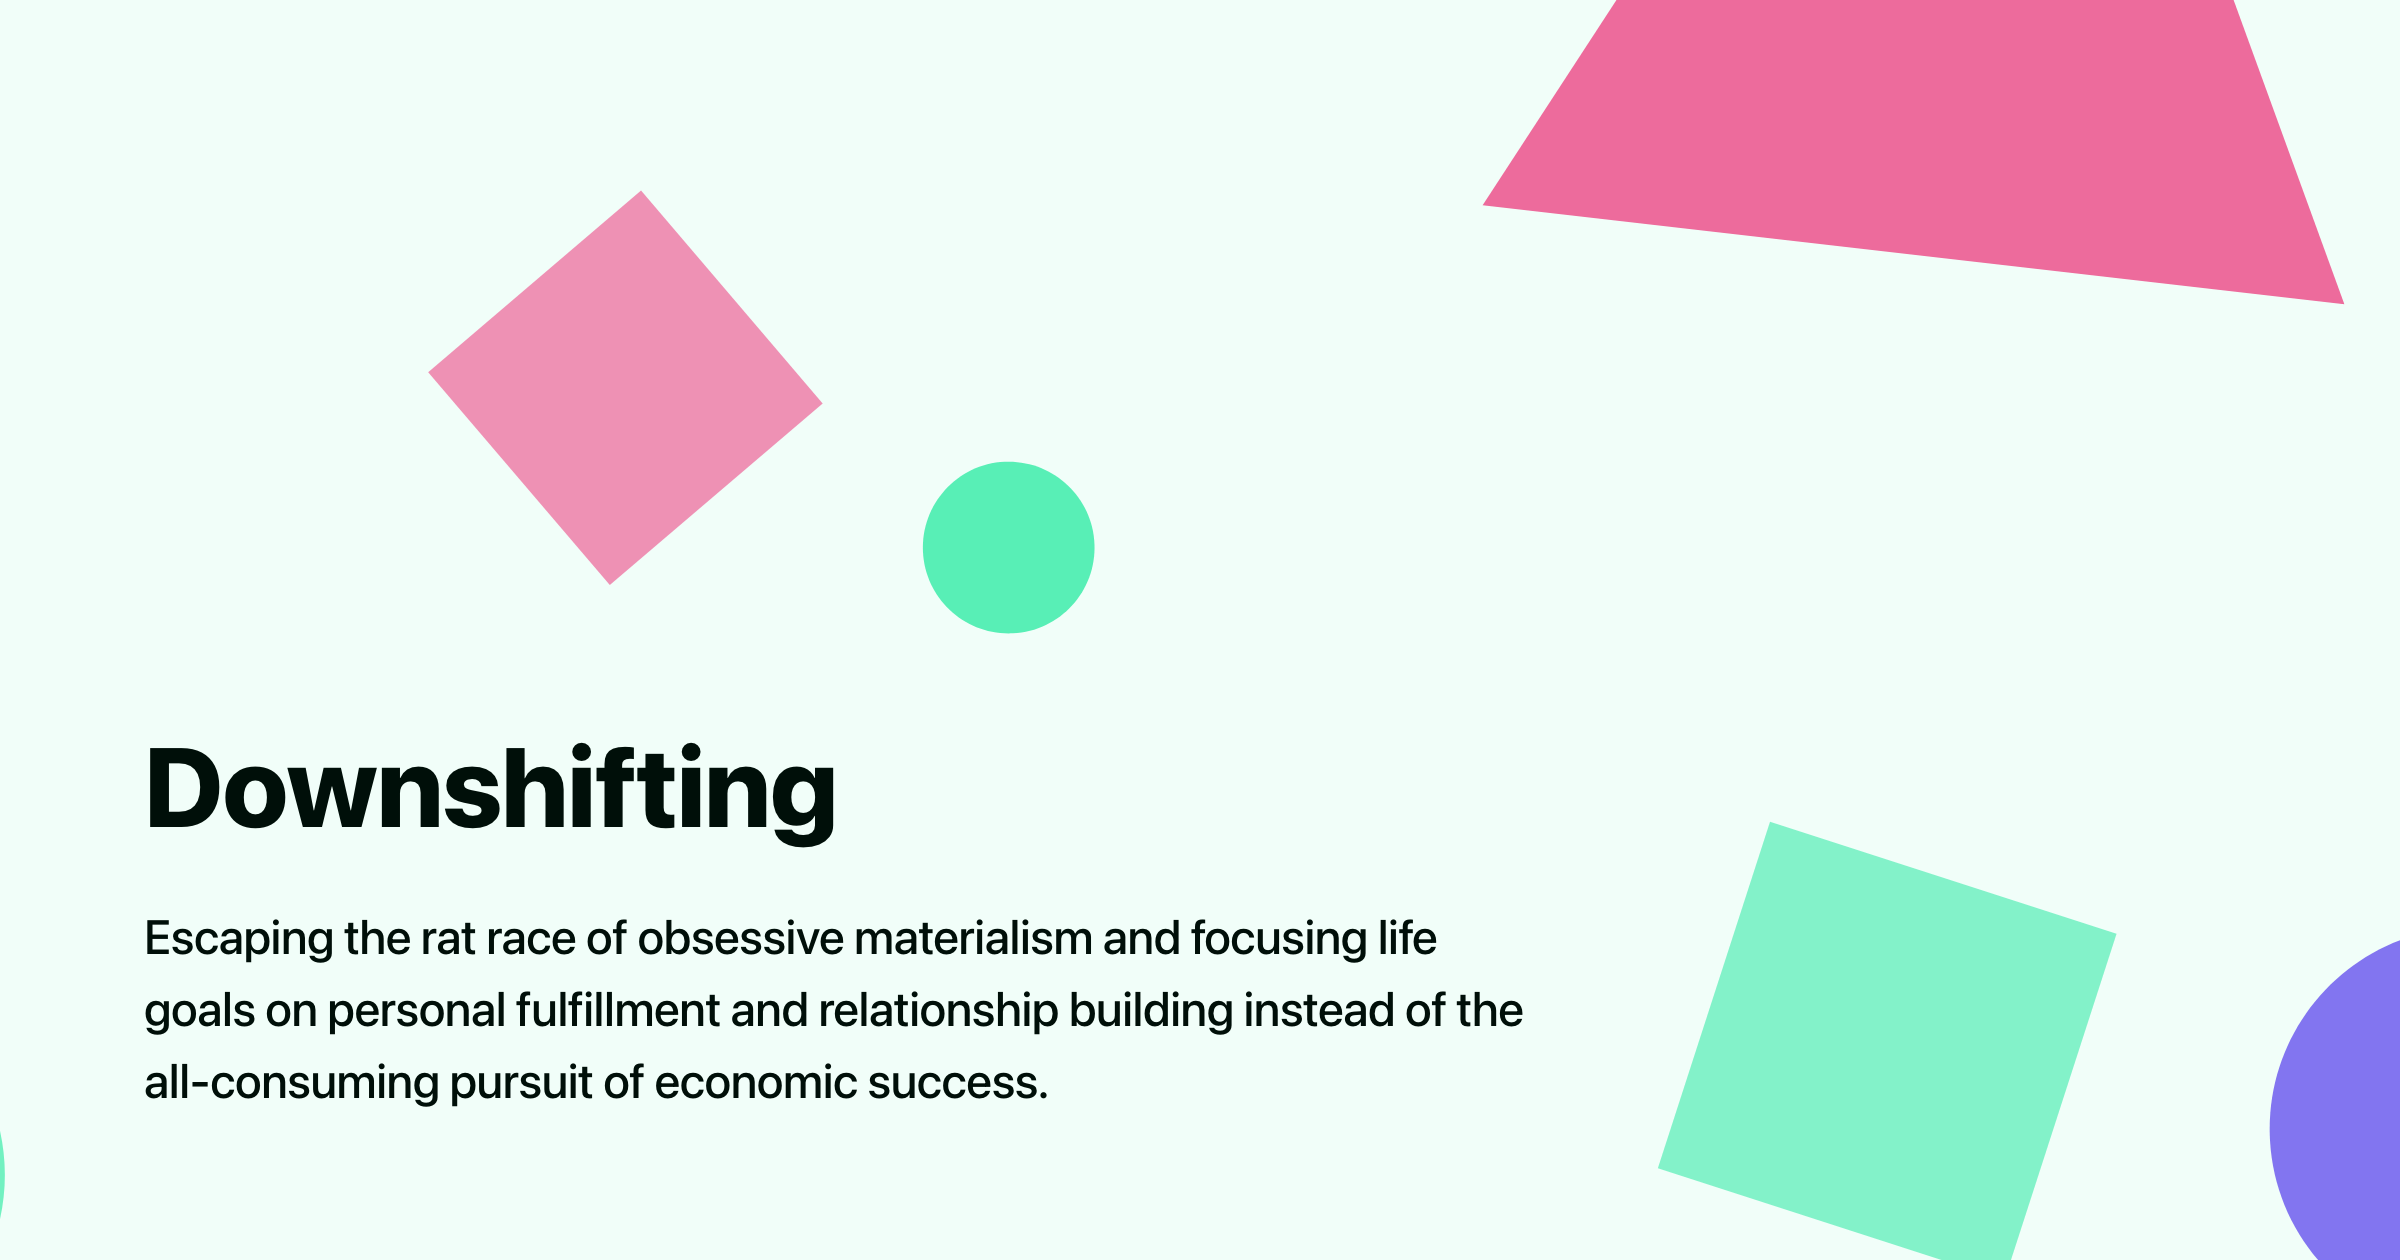 Downshifting
Escaping the rat race of obsessive materialism and focusing life
goals on personal fulfillment and relationship building instead of the
all-consuming pursuit of economic success.